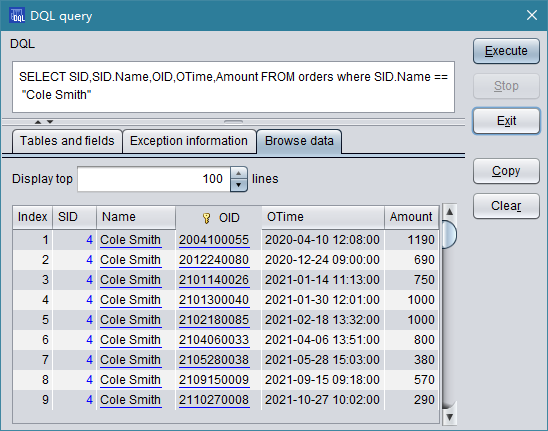 DQL query
DQL
Execute
SELECT SID,SID.Name,OID,OTime,Amount FROM orders where SID.Name ==
"Cole Smith"
Stop
Exit
Tables and fields Exception information Browse data
Display top 100 lines
Copy
Clear
Index SID Name OID OTime Amount
1 4 Cole Smith 2004100055 2020-04-10 12:08:00 1190
2 4 Cole Smith 2012240080 2020-12-24 09:00:00 690
3 4 Cole Smith 2101140026 2021-01-14 11:13:00 750
4 4 Cole Smith 2101300040 2021-01-30 12:01:00 1000
5 4 Cole Smith 2102180085 2021-02-18 13:32:00 1000
6 4 Cole Smith 2104060033 2021-04-06 13:51:00 800
7 4 Cole Smith 2105280038 2021-05-28 15:03:00 380
8 4 Cole Smith 2109150009 2021-09-15 09:18:00 570
9 4 Cole Smith 2110270008 2021-10-27 10:02:00 290